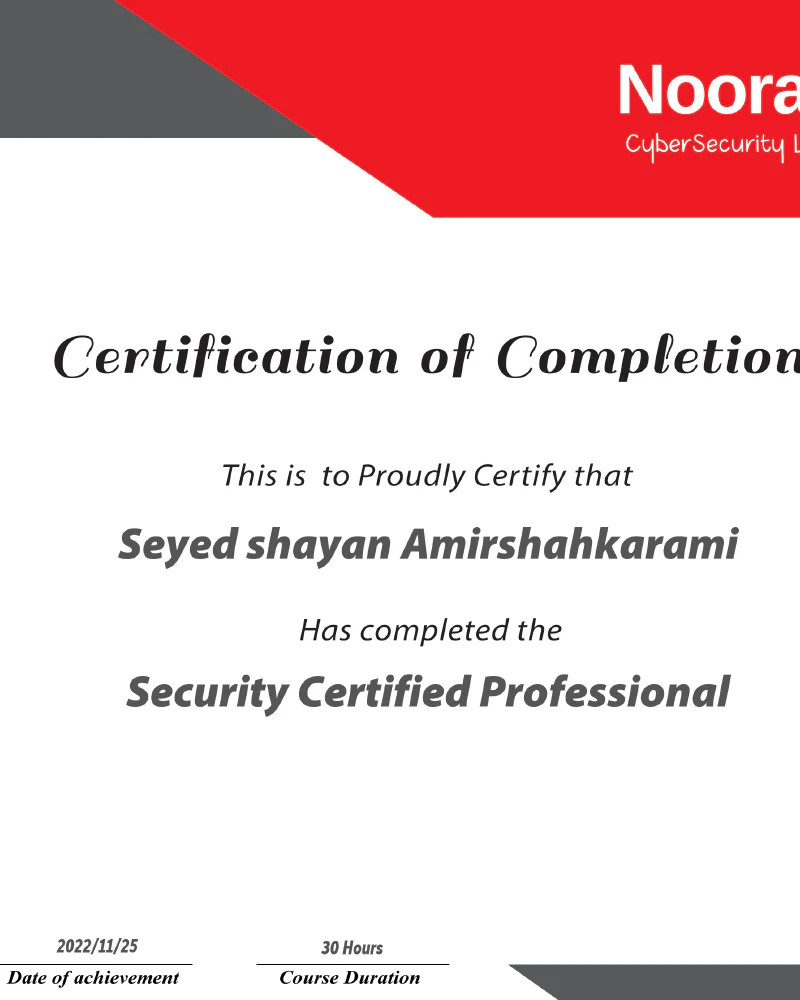 Noora
CyberSecurity L
Certification of Completion
This is to Proudly Certify that
Seyed shayan Amirshahkarami
Has completed the
Security Certified Professional
2022/11/25
30 Hours
Date of achievement
Course Duration